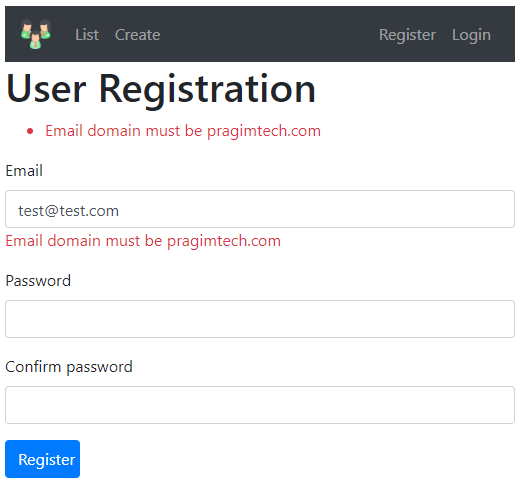 List Create Register Login
User Registration
Email domain must be pragimtech.com
Email
test@test.com
Email domain must be pragimtech.com
Password
Confirm password
Register